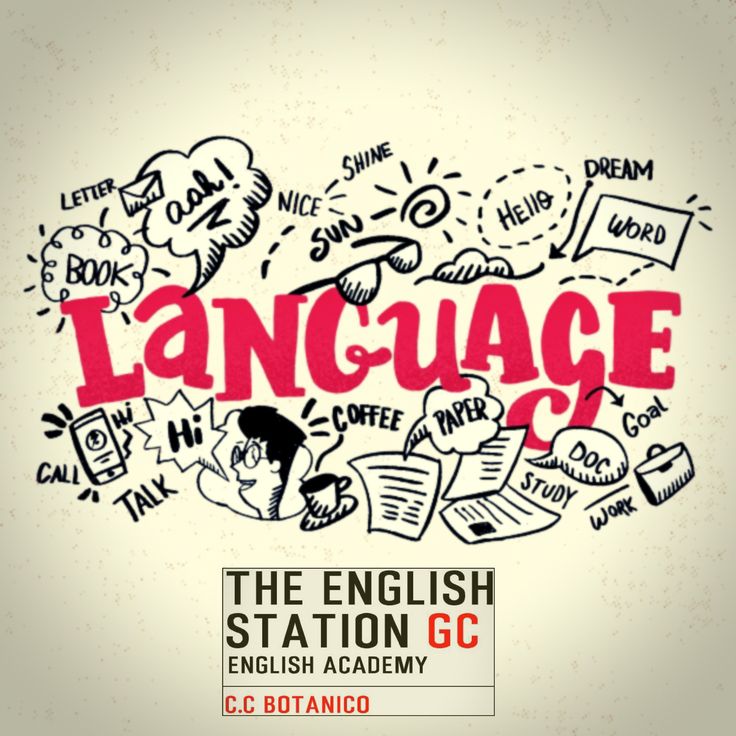 LETTER
aah!
NICE
SHINE
SUN
HELLO
DREAM
WORD
BOOK
LANGUAGE
CALL
Hi
TALK
Hi
COFFEE
PAPER
DOC
STUDY
Goal
WORK
THE ENGLISH
STATION GC
ENGLISH ACADEMY
C.C BOTANICO